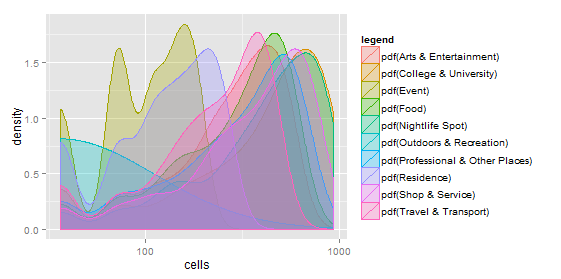 legend
pdf(Arts & Entertainment)
pdf(College & University)
pdf(Event)
pdf(Food)
pdf(Nightlife Spot)
pdf(Outdoors & Recreation)
pdf(Professional & Other Places)
pdf(Residence)
pdf(Shop & Service)
pdf(Travel & Transport)
density
1.5
1.0
0.5
0.0
100
1000
cells